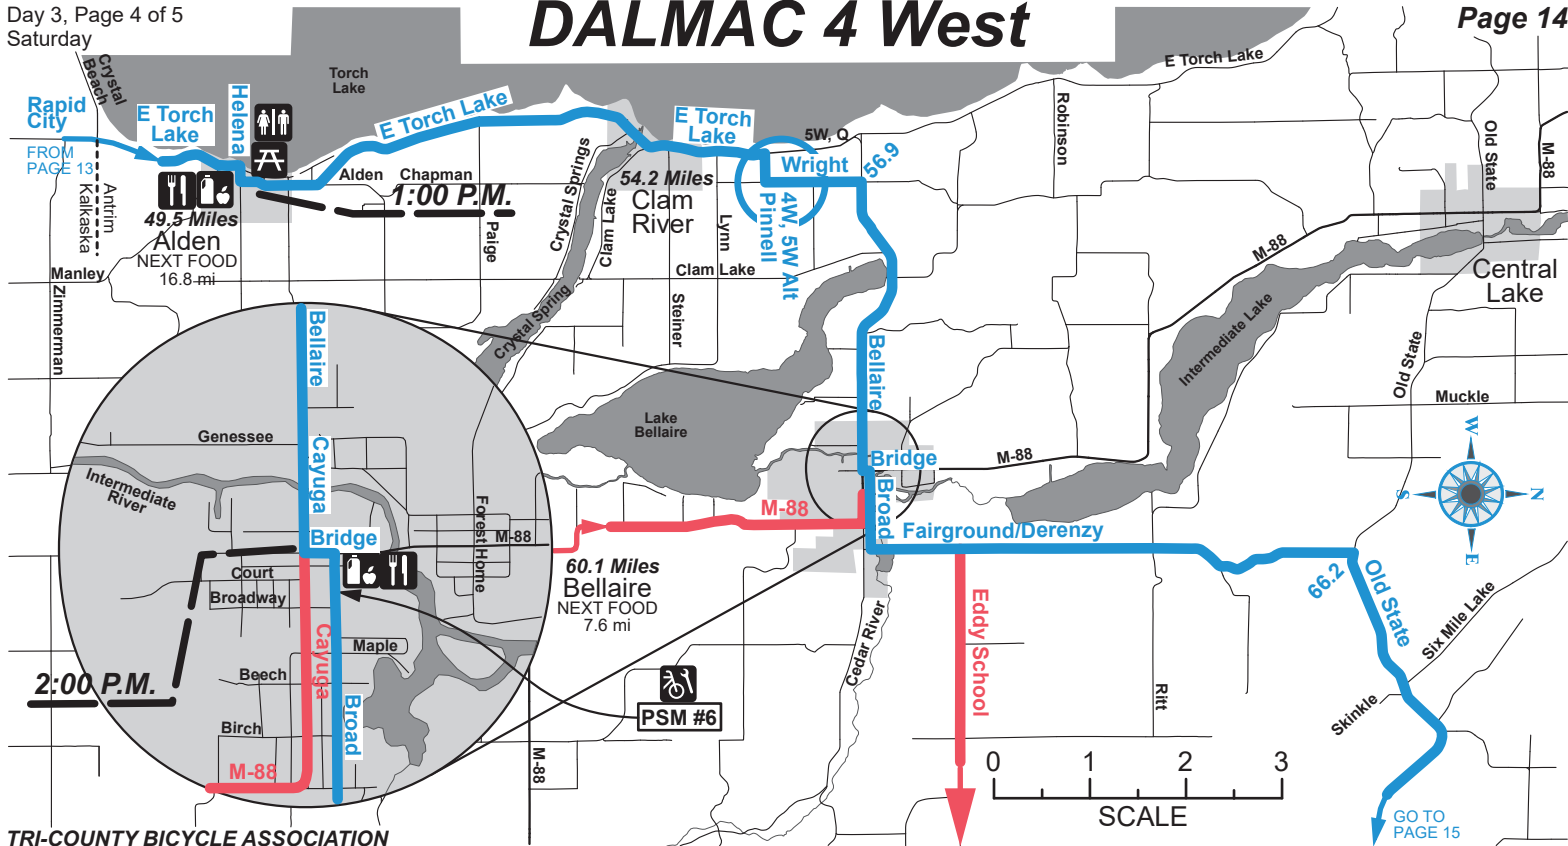 Day 3, Page 4 of 5
Saturday
DALMAC 4 West
Page 14
Crystal
Beach
Torch
Lake
E Torch Lake
Rapid
City
FROM
PAGE 13
E Torch
Lake
Helena
E Torch Lake
E Torch
Lake
5W, Q
Wright
56.9
Robinson
Old State
M-88
Antrim
Kalkaska
Alden
Chapman
1:00 P.M.
49.5 Miles
Alden
NEXT FOOD
16.8 mi
Paige
Crystal Springs
Clam Lake
54.2 Miles
Clam
River
Lynn
4W, 5W Alt
Pinnell
Clam Lake
M-88
Central
Lake
Manley
Zimmerman
Crystal Spring
Steiner
Intermediate Lake
Old State
Muckle
Bellaire
Bellaire
Lake
Bellaire
Genessee
Cayuga
Intermediate
River
Bridge
M-88
Bridge
Broad
Forest Home
M-88
M-88
Fairground/Derenzy
W
N
S
E
Court
Broadway
60.1 Miles
Bellaire
NEXT FOOD
7.6 mi
66.2
Old State
Six Mile Lake
Cayuga
Maple
Beech
2:00 P.M.
Broad
Birch
M-88
PSM #6
M-88
Cedar River
Eddy School
Ritt
Skinkle
0 1 2 3
SCALE
GO TO
PAGE 15
TRI-COUNTY BICYCLE ASSOCIATION